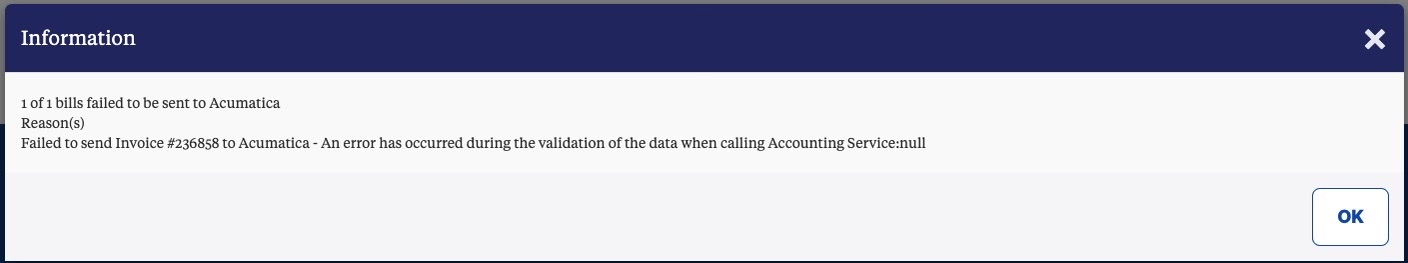 Information
1 of 1 bills failed to be sent to Acumatica
Reason(s)
Failed to send Invoice #236858 to Acumatica - An error has occurred during the validation of the data when calling Accounting Service:null
OK